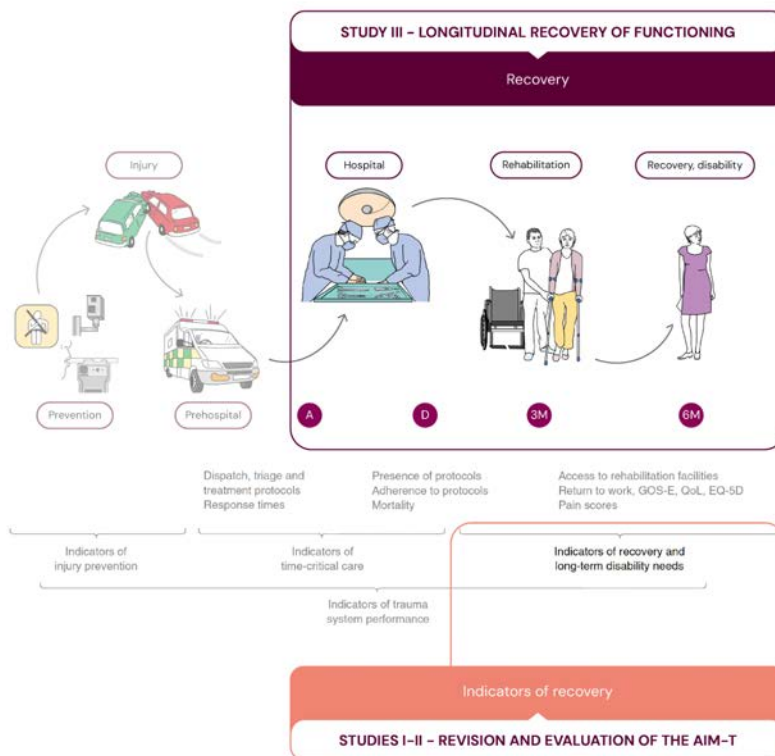 STUDY III – LONGITUDINAL RECOVERY OF FUNCTIONING
Recovery
Injury
Hospital
Rehabilitation
Recovery, disability
Prevention
Prehospital
A
D
3M
6M
Dispatch, triage and
treatment protocols
Response times
Presence of protocols
Adherence to protocols
Mortality
Access to rehabilitation facilities
Return to work, GOS-E, QoL, EQ-5D
Pain scores
Indicators of
injury prevention
Indicators of
time-critical care
Indicators of recovery and
long-term disability needs
Indicators of trauma
system performance
Indicators of recovery
STUDIES I-II – REVISION AND EVALUATION OF THE AIM-T